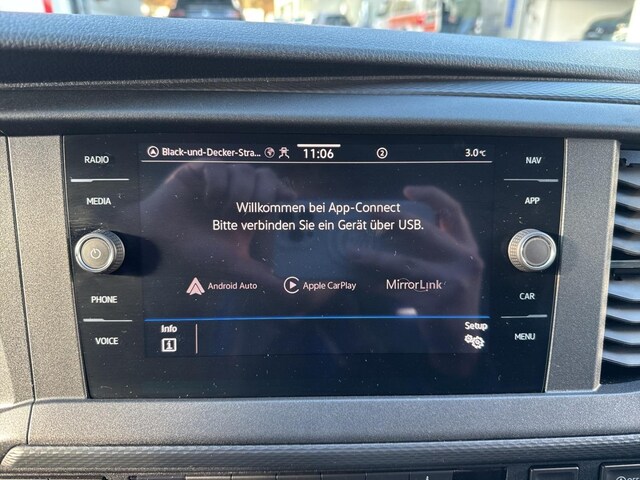 Black-und-Decker-Stra... 11:06 2 3.0°C
RADIO
MEDIA
PHONE
VOICE
Willkommen bei App-Connect
Bitte verbinden Sie ein Gerät über USB.
Android Auto Apple CarPlay MirrorLink
Info
Setup
NAV
APP
CAR
MENU